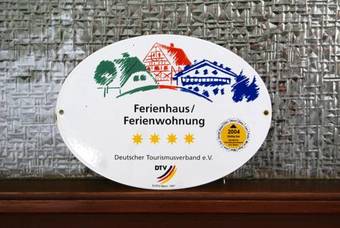 Ferienhaus/
Ferienwohnung
Deutscher Tourismusverband e.V.
DTV
2004